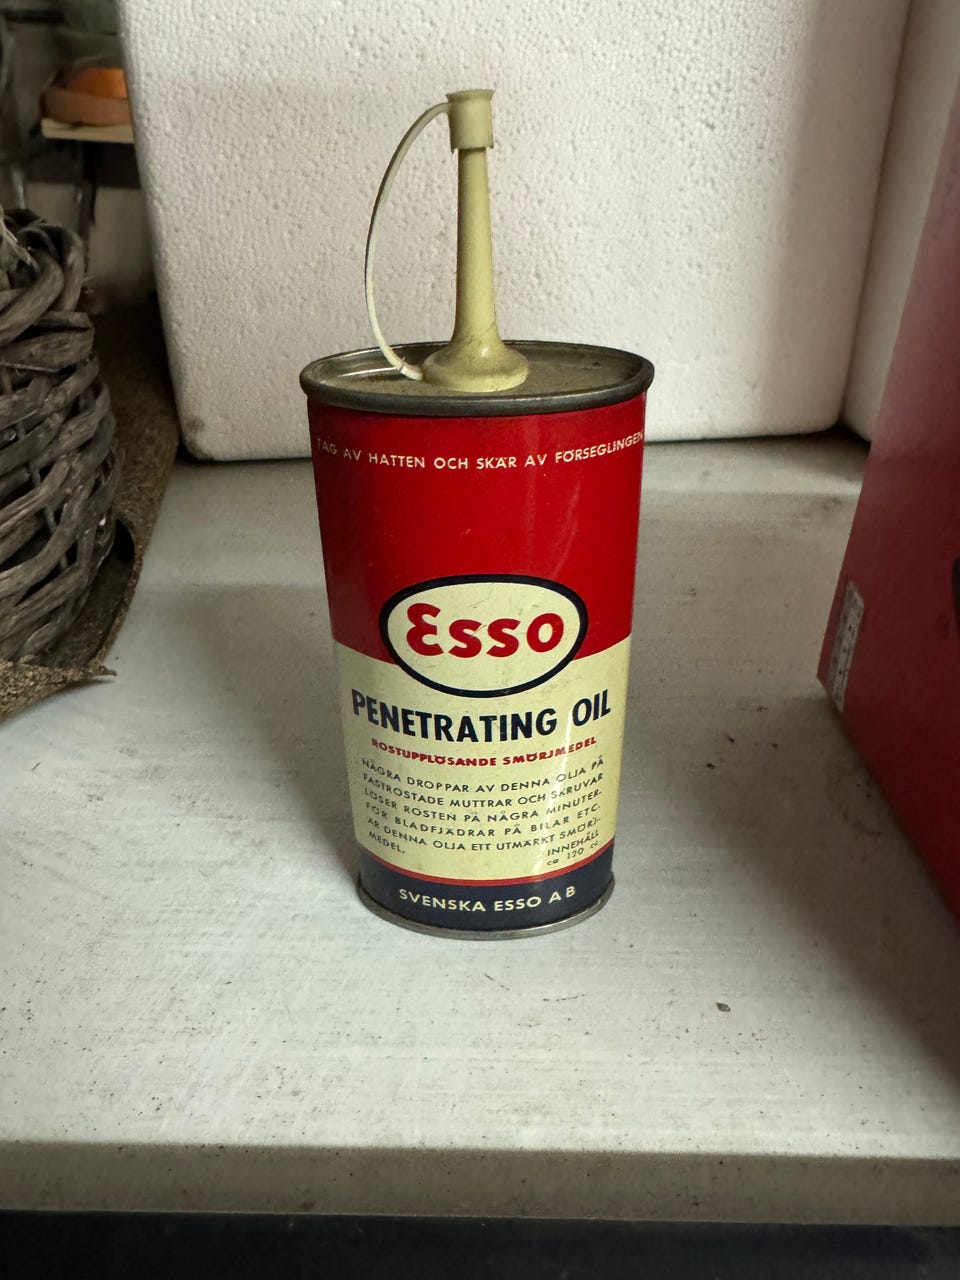 TAG AV HATTEN OCH SKÄR AV FÖRSEGLINGEN
Esso
PENETRATING OIL
ROSTUPPLÖSANDE SMÖRJMEDEL
NÅGRA DROPPAR AV DENNA OLJA PÅ
FASTROSTADE MUTTRAR OCH SKRUVAR
LÖSER ROSTEN PÅ NÅGRA MINUTER.
FÖR BLADFJÄDRAR PÅ BILAR ETC.
ÄR DENNA OLJA ETT UTMÄRKT SMÖRJ-
MEDEL.
INNEHÅLL
ca 120 cc
SVENSKA ESSO AB